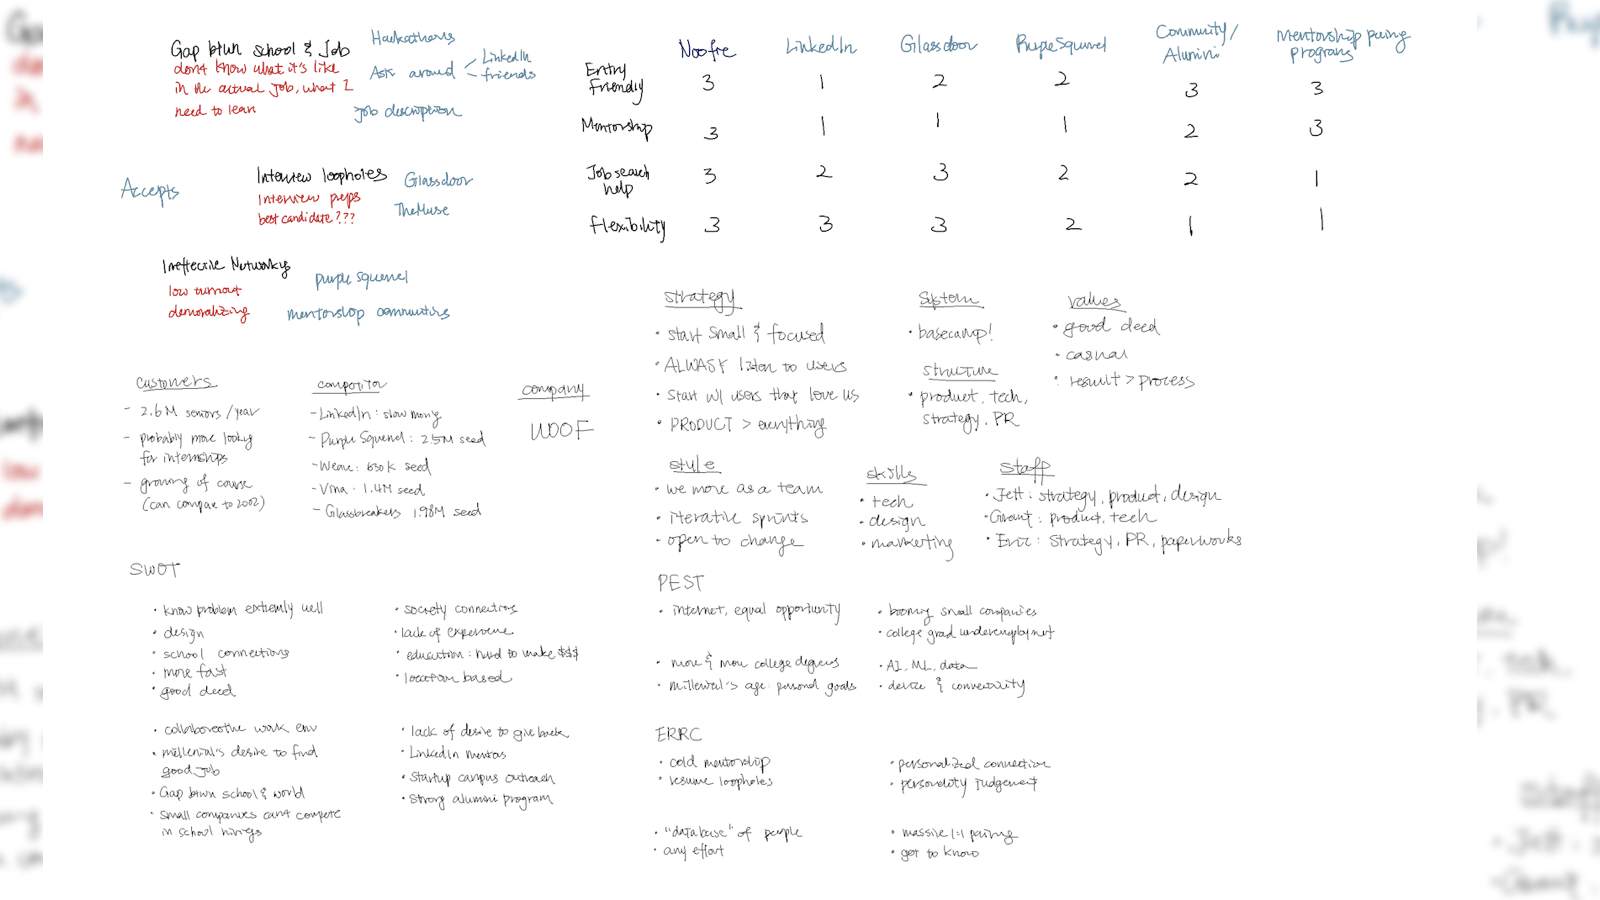 Gap btwn school & Job
don't know what it's like
in the actual job, what I
need to learn
Hackathons
Ask around
LinkedIn
friends
Job description
Accepts
Interview loopholes
Interview preps
best candidate???
Glassdoor
TheMuse
Ineffective Networking
low turnout
demoralizing
purple squirrel
mentorship communities
Noofre LinkedIn Glassdoor PurpleSquirrel Community/ Mentorship pairing
Alumini programs
Entry
Friendly 3 1 2 2 3 3
Mentorship 3 1 1 1 2 3
Job search
help 3 2 3 2 2 1
Flexibility 3 3 3 2 1 1
customers
- 2.6M seniors/year
- probably more looking
for internships
- growing of course
(can compare to 2002)
competitor
- LinkedIn: slow moving
- Purple Squirrel: 2.5M seed
- Weave: 630K seed
- Vina: 1.4M seed
- Glassbreakers 1.98M seed
company
WOOF
strategy
• start small & focused
• ALWASY listen to users
• Start w/ users that love us
• PRODUCT > everything
System
• basecamp!
structure
• product, tech,
strategy, PR
values
• good deed
• casual
• result > process
style
• we move as a team
• iterative sprints
• open to change
skills
• tech
• design
• marketing
staff
• Jett: strategy, product, design
• Grant: product, tech
• Eric: strategy, PR, paperworks
SWOT
• know problem extremly well
• design
• school connections
• move fast
• good deed
• society connections
• lack of experience
• education: hard to make $$$
• location based
• collaboreathe work env
• millenial's desire to find
good job
• Gap btwn school & world
• Small companies can't compete
in school hirings
• lack of desire to give back
• LinkedIn mentors
• Startup campus outreach
• Strong alumni program
PEST
• internet, equal opportunity
• booming small companies
• college grad underemployment
• more & more college degrees
• millenial's age: personal goals
• AI, ML, data
• device & connectivity
ERRC
• cold mentorship
• resume loopholes
• personalized connection
• personality judgement
• "database" of people
• any effort
• massive 1:1 pairing
• get to know